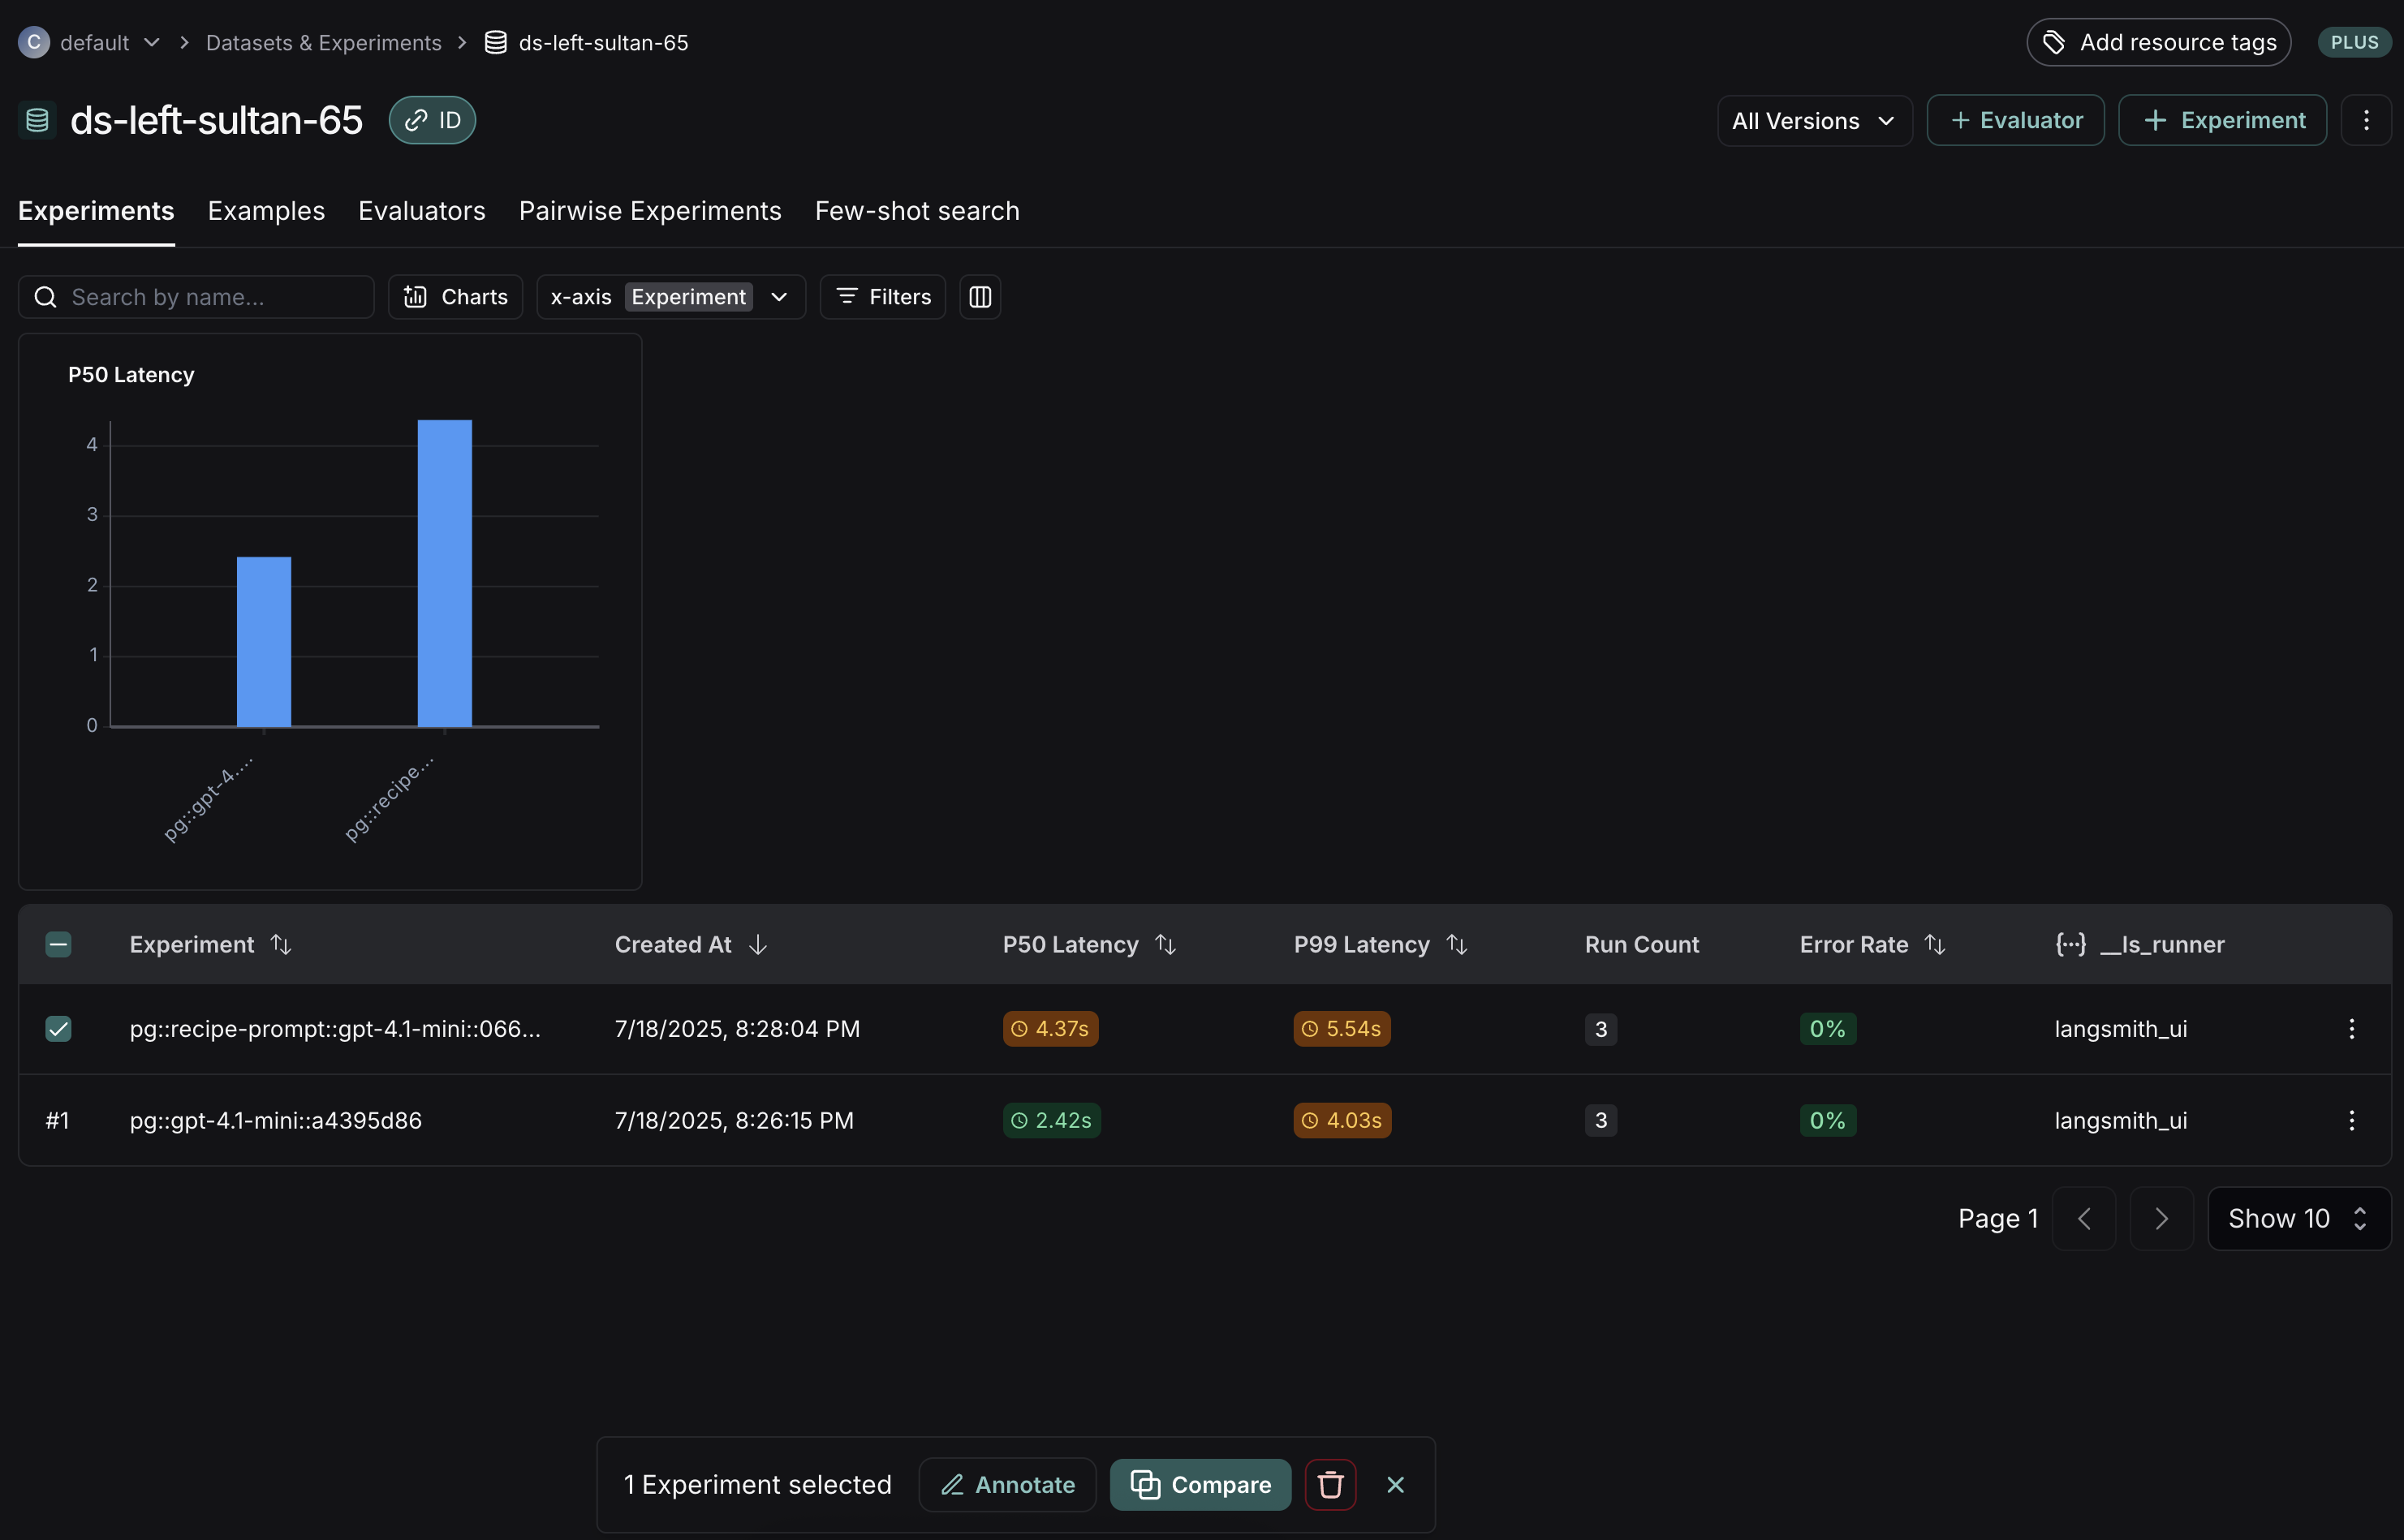 C default Datasets & Experiments ds-left-sultan-65 Add resource tags PLUS
ds-left-sultan-65 ID All Versions + Evaluator + Experiment
Experiments Examples Evaluators Pairwise Experiments Few-shot search
Search by name... Charts x-axis Experiment Filters
P50 Latency
4
3
2
1
0
pg::gpt-4.... pg::recipe...
Experiment Created At P50 Latency P99 Latency Run Count Error Rate {···} __ls_runner
pg::recipe-prompt::gpt-4.1-mini::066... 7/18/2025, 8:28:04 PM 4.37s 5.54s 3 0% langsmith_ui
#1 pg::gpt-4.1-mini::a4395d86 7/18/2025, 8:26:15 PM 2.42s 4.03s 3 0% langsmith_ui
Page 1 Show 10
1 Experiment selected Annotate Compare